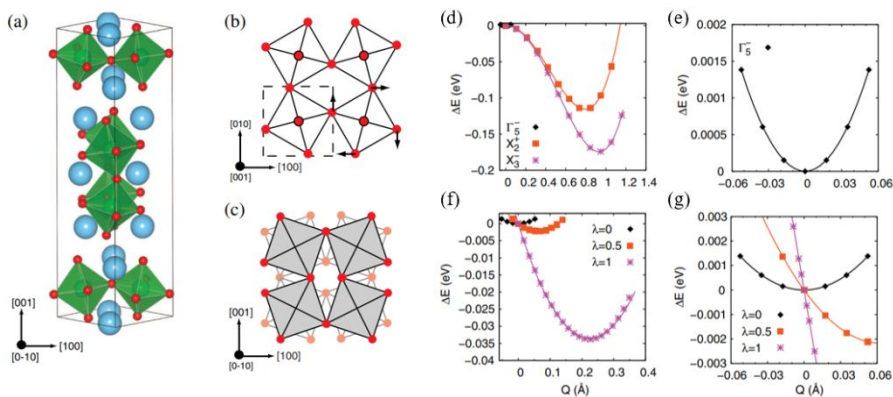 (a)
[001]
[0-10]
[100]
(b)
[010]
[001]
[100]
(c)
[001]
[0-10]
[100]
(d)
ΔE (eV)
0
−0.05
−0.1
−0.15
−0.2
Γ5−
X2+
X3−
0 0.2 0.4 0.6 0.8 1 1.2 1.4
(e)
ΔE (eV)
0.002
0.0015
0.001
0.0005
0
Γ5−
−0.06 −0.03 0 0.03 0.06
(f)
ΔE (eV)
0
−0.005
−0.01
−0.015
−0.02
−0.025
−0.03
−0.035
−0.04
λ=0
λ=0.5
λ=1
0 0.1 0.2 0.3 0.4
Q (Å)
(g)
ΔE (eV)
0.003
0.002
0.001
0
−0.001
−0.002
−0.003
λ=0
λ=0.5
λ=1
−0.06 −0.03 0 0.03 0.06
Q (Å)